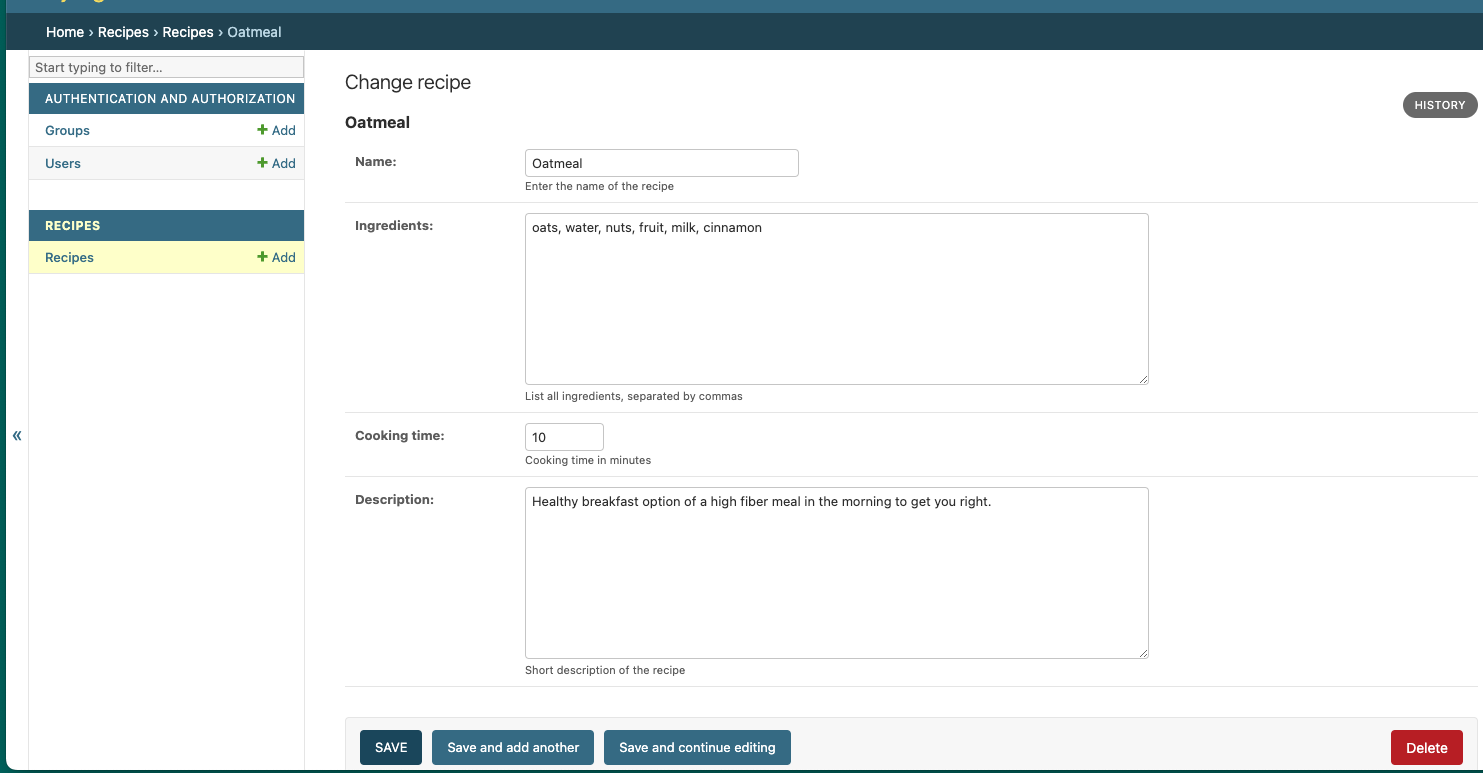 Home › Recipes › Recipes › Oatmeal
Start typing to filter...
AUTHENTICATION AND AUTHORIZATION
Groups + Add
Users + Add
RECIPES
Recipes + Add
«
Change recipe
HISTORY
Oatmeal
Name: Oatmeal
Enter the name of the recipe
Ingredients: oats, water, nuts, fruit, milk, cinnamon
List all ingredients, separated by commas
Cooking time: 10
Cooking time in minutes
Description: Healthy breakfast option of a high fiber meal in the morning to get you right.
Short description of the recipe
SAVE Save and add another Save and continue editing Delete